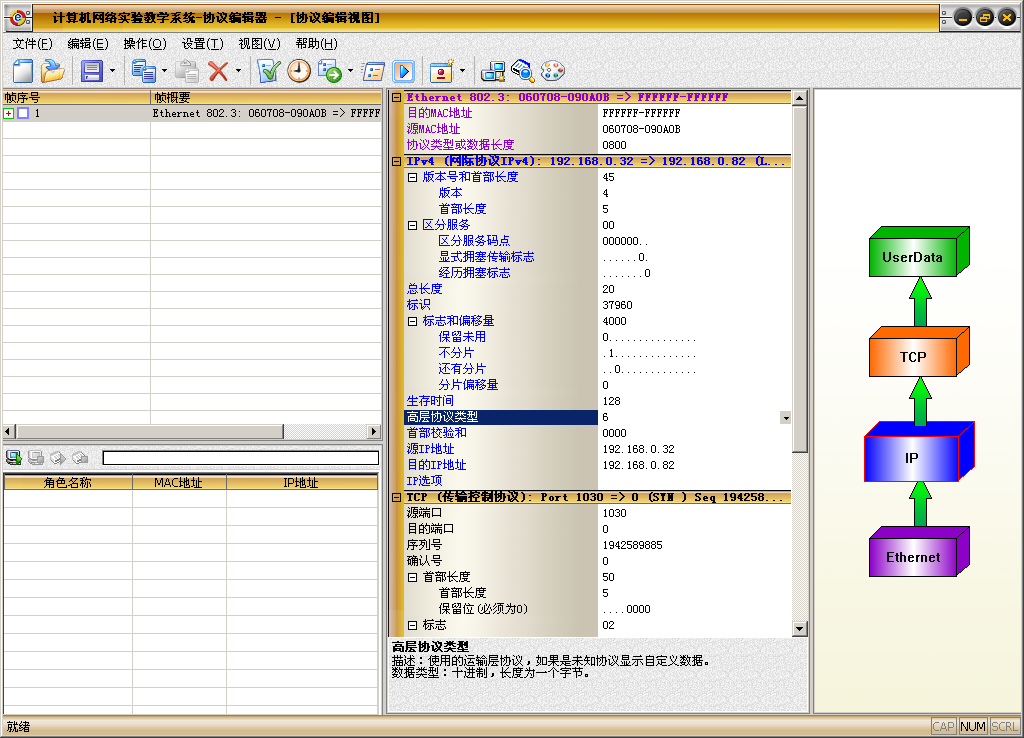 计算机网络实验教学系统-协议编辑器 - [协议编辑视图]
文件(F) 编辑(E) 操作(O) 设置(T) 视图(V) 帮助(H)
帧序号 帧概要
1 Ethernet 802.3: 060708-090A0B => FFFFF
角色名称 MAC地址 IP地址
Ethernet 802.3: 060708-090A0B => FFFFFF-FFFFFF
目的MAC地址 FFFFFF-FFFFFF
源MAC地址 060708-090A0B
协议类型或数据长度 0800
IPv4 (网际协议IPv4): 192.168.0.32 => 192.168.0.82 (L...
版本号和首部长度 45
版本 4
首部长度 5
区分服务 00
区分服务码点 000000..
显式拥塞传输标志 ......0.
经历拥塞标志 .......0
总长度 20
标识 37960
标志和偏移量 4000
保留未用 0..............
不分片 .1.............
还有分片 ..0............
分片偏移量 0
生存时间 128
高层协议类型 6
首部校验和 0000
源IP地址 192.168.0.32
目的IP地址 192.168.0.82
IP选项
TCP (传输控制协议): Port 1030 => 0 (SYN ) Seq 194258...
源端口 1030
目的端口 0
序列号 1942589885
确认号 0
首部长度 50
首部长度 5
保留位(必须为0) ....0000
标志 02
高层协议类型
描述：使用的运输层协议，如果是未知协议显示自定义数据。
数据类型：十进制，长度为一个字节。
UserData
TCP
IP
Ethernet
就绪 CAP NUM SCRL